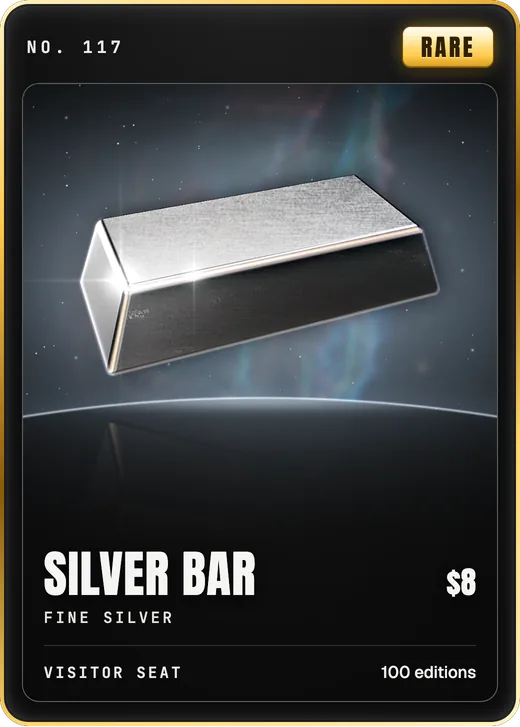 NO. 117
RARE
SILVER BAR
$8
FINE SILVER
VISITOR SEAT
100 editions